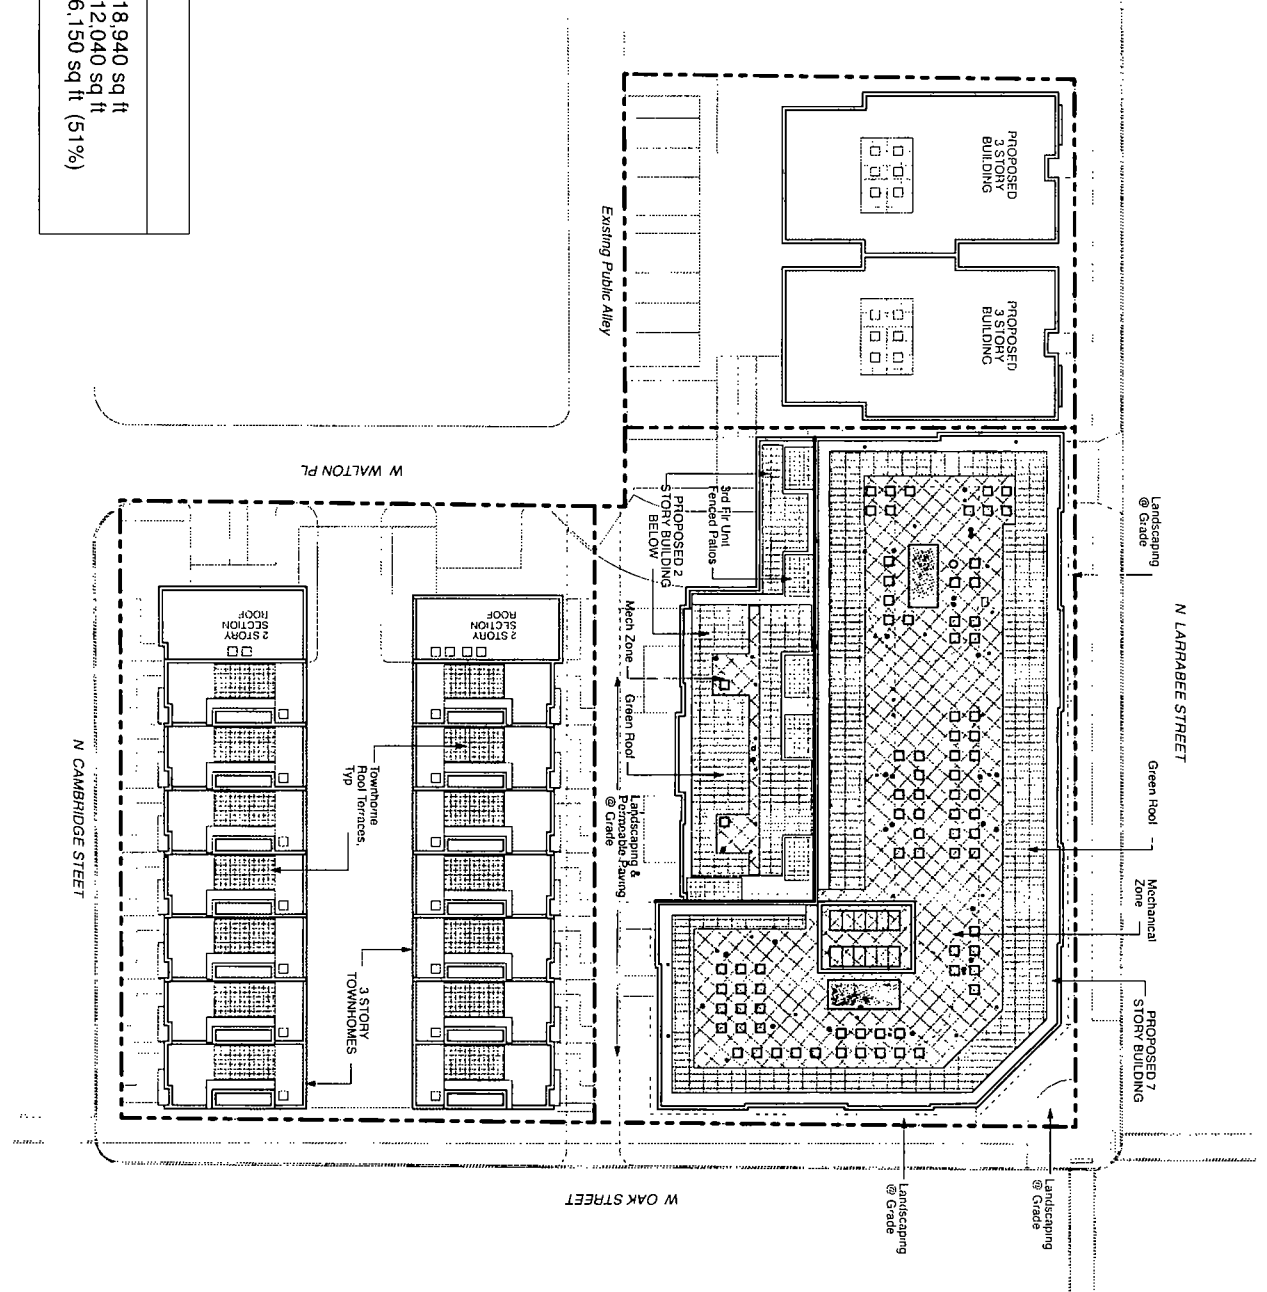 18,940 sq ft
12,040 sq ft
6,150 sq ft (51%)
PROPOSED
3 STORY
BUILDING
PROPOSED
3 STORY
BUILDING
Existing Public Alley
W WALTON PL
Landscaping
@ Grade
N LARRABEE STREET
Green Roof
Mechanical
Zone
PROPOSED 7
STORY BUILDING
3rd Flr Unit
Fenced Patios
PROPOSED 2
STORY BUILDING
BELOW
Mech Zone
Green Roof
Landscaping &
Permeable Paving
@ Grade
2 STORY
SECTION
ROOF
2 STORY
SECTION
ROOF
Townhome
Roof Terraces,
Typ
3 STORY
TOWNHOMES
N CAMBRIDGE STEET
W OAK STREET
Landscaping
@ Grade
Landscaping
@ Grade